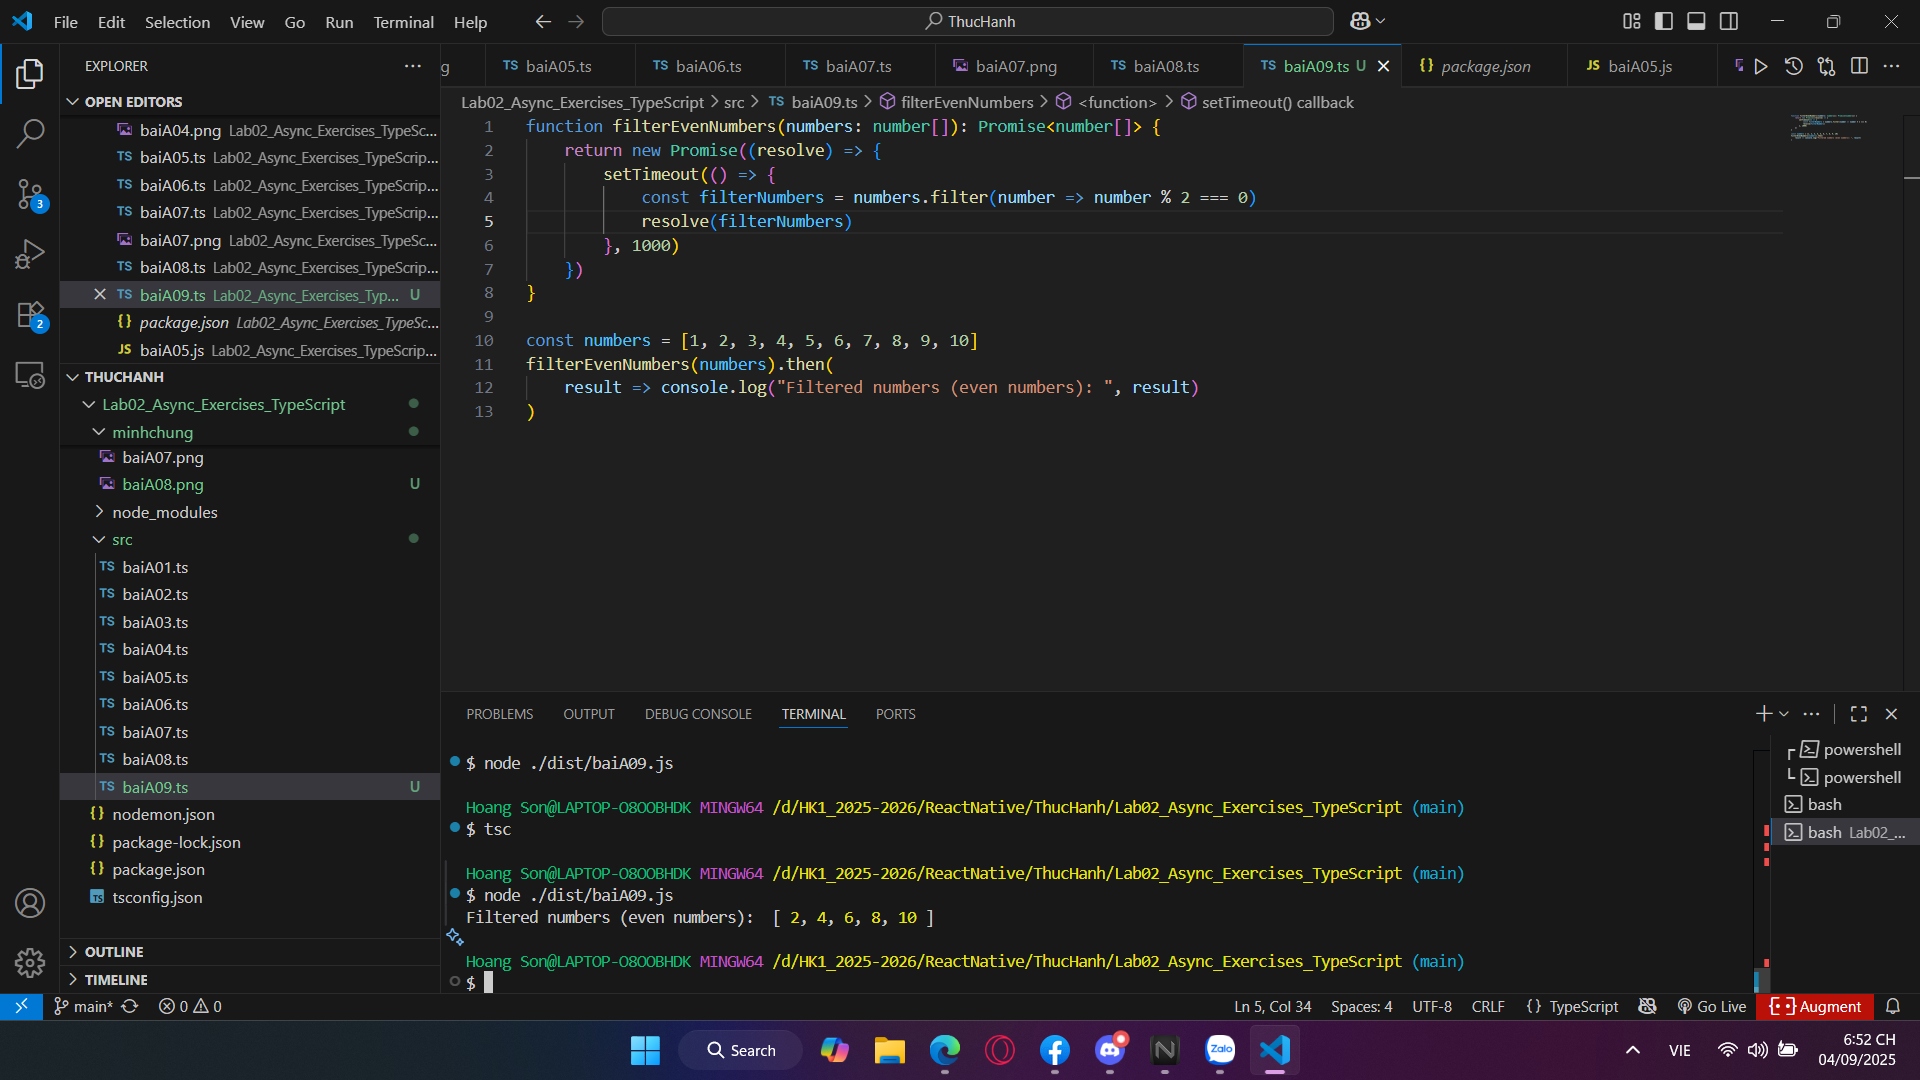 File Edit Selection View Go Run Terminal Help
ThucHanh
EXPLORER
OPEN EDITORS
baiA04.png Lab02_Async_Exercises_TypeSc...
TS baiA05.ts Lab02_Async_Exercises_TypeScrip...
TS baiA06.ts Lab02_Async_Exercises_TypeScrip...
TS baiA07.ts Lab02_Async_Exercises_TypeScrip...
baiA07.png Lab02_Async_Exercises_TypeSc...
TS baiA08.ts Lab02_Async_Exercises_TypeScrip...
TS baiA09.ts Lab02_Async_Exercises_Typ... U
{} package.json Lab02_Async_Exercises_TypeSc...
JS baiA05.js Lab02_Async_Exercises_TypeScrip...
THUCHANH
Lab02_Async_Exercises_TypeScript
minhchung
baiA07.png
baiA08.png U
node_modules
src
TS baiA01.ts
TS baiA02.ts
TS baiA03.ts
TS baiA04.ts
TS baiA05.ts
TS baiA06.ts
TS baiA07.ts
TS baiA08.ts
TS baiA09.ts U
{} nodemon.json
{} package-lock.json
{} package.json
TS tsconfig.json
OUTLINE
TIMELINE
3
2
g TS baiA05.ts TS baiA06.ts TS baiA07.ts baiA07.png TS baiA08.ts TS baiA09.ts U {} package.json JS baiA05.js
Lab02_Async_Exercises_TypeScript > src > TS baiA09.ts > filterEvenNumbers > <function> > setTimeout() callback
1 function filterEvenNumbers(numbers: number[]): Promise<number[]> {
2 return new Promise((resolve) => {
3 setTimeout(() => {
4 const filterNumbers = numbers.filter(number => number % 2 === 0)
5 resolve(filterNumbers)
6 }, 1000)
7 })
8 }
9
10 const numbers = [1, 2, 3, 4, 5, 6, 7, 8, 9, 10]
11 filterEvenNumbers(numbers).then(
12 result => console.log("Filtered numbers (even numbers): ", result)
13 )
PROBLEMS OUTPUT DEBUG CONSOLE TERMINAL PORTS
$ node ./dist/baiA09.js
Hoang Son@LAPTOP-O8OOBHDK MINGW64 /d/HK1_2025-2026/ReactNative/ThucHanh/Lab02_Async_Exercises_TypeScript (main)
$ tsc
Hoang Son@LAPTOP-O8OOBHDK MINGW64 /d/HK1_2025-2026/ReactNative/ThucHanh/Lab02_Async_Exercises_TypeScript (main)
$ node ./dist/baiA09.js
Filtered numbers (even numbers):  [ 2, 4, 6, 8, 10 ]
Hoang Son@LAPTOP-O8OOBHDK MINGW64 /d/HK1_2025-2026/ReactNative/ThucHanh/Lab02_Async_Exercises_TypeScript (main)
$
powershell
powershell
bash
bash Lab02_...
main* 0 0 Ln 5, Col 34 Spaces: 4 UTF-8 CRLF {} TypeScript Go Live Augment
Search
Zalo
VIE
6:52 CH
04/09/2025